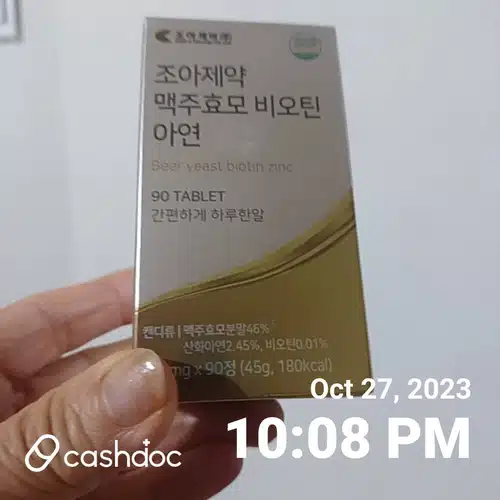 조아제약
조아제약
맥주효모 비오틴
아연
Beer yeast biotin zinc
90 TABLET
간편하게 하루한알
캔디류 | 맥주효모분말46%
산화아연2.45%, 비오틴0.01%
mg x 90정 (45g, 180kcal)
Oct 27, 2023
10:08 PM
cashdoc